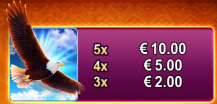 5x € 10.00
4x € 5.00
3x € 2.00